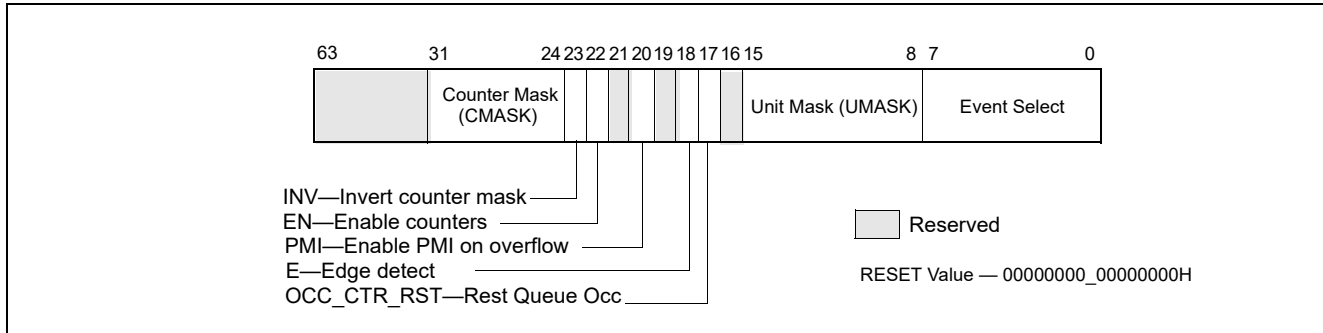 63 31 24 23 22 21 20 19 18 17 16 15 8 7 0
Counter Mask
(CMASK)
Unit Mask (UMASK)
Event Select
INV—Invert counter mask
EN—Enable counters
PMI—Enable PMI on overflow
E—Edge detect
OCC_CTR_RST—Rest Queue Occ
Reserved
RESET Value — 00000000_00000000H